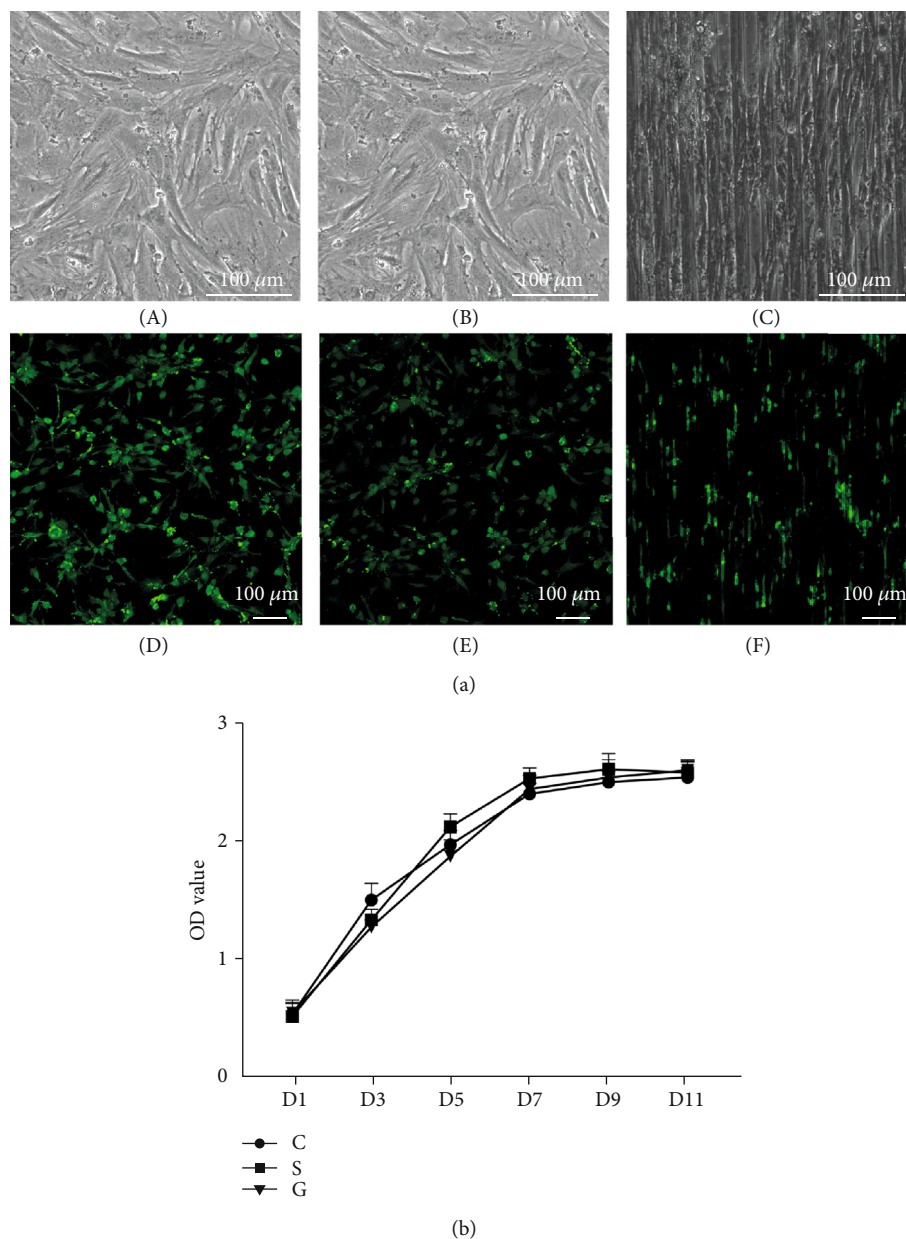 100 μm 100 μm 100 μm
(A) (B) (C)
100 μm 100 μm 100 μm
(D) (E) (F)
(a)
3
2
1
0
OD value
D1 D3 D5 D7 D9 D11
C
S
G
(b)